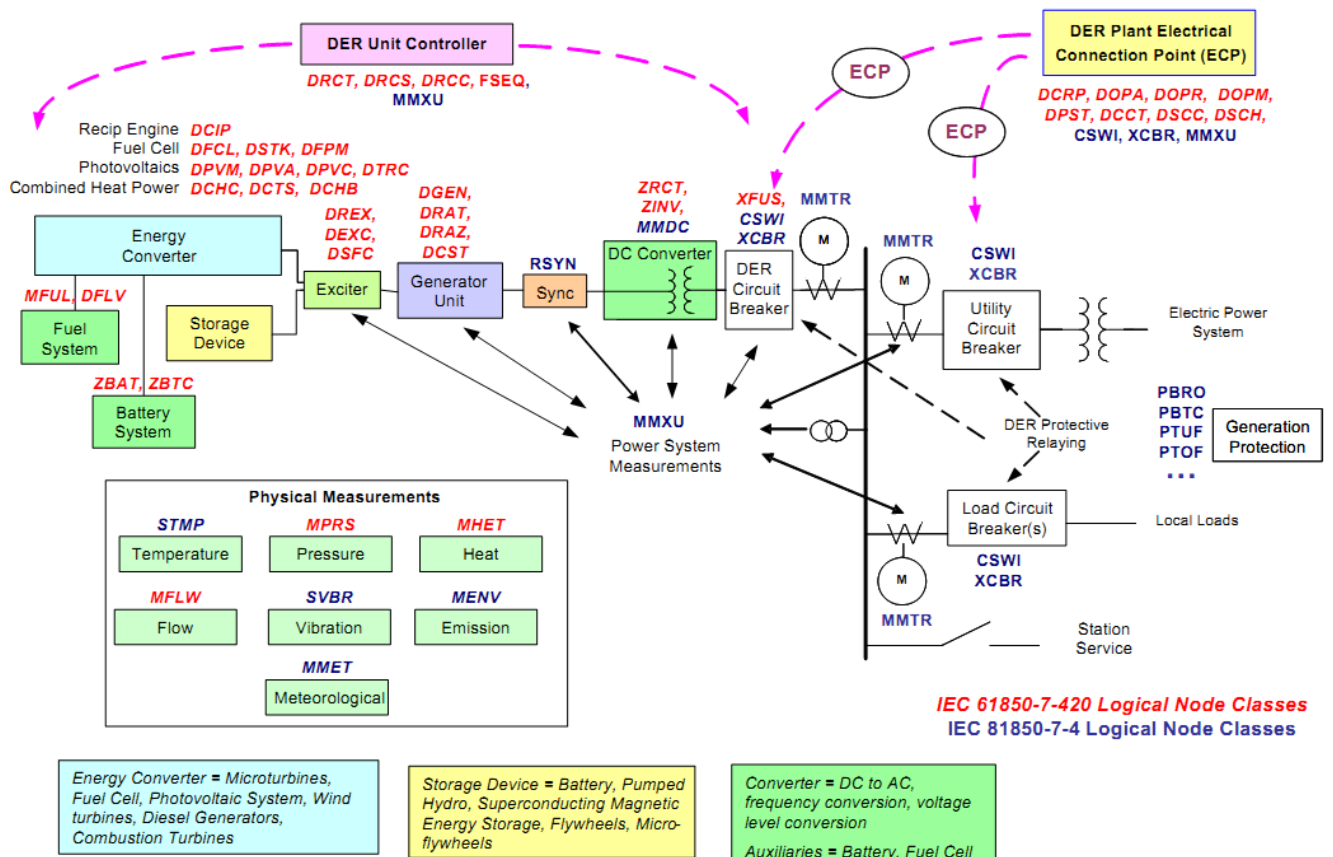 DER Unit Controller
DRCT, DRCS, DRCC, FSEQ,
MMXU
DER Plant Electrical
Connection Point (ECP)
ECP
ECP
DCRP, DOPA, DOPR, DOPM,
DPST, DCCT, DSCC, DSCH,
CSWI, XCBR, MMXU
Recip Engine DCIP
Fuel Cell DFCL, DSTK, DFPM
Photovoltaics DPVM, DPVA, DPVC, DTRC
Combined Heat Power DCHC, DCTS, DCHB
Energy
Converter
DREX,
DEXC,
DSFC
Exciter
DGEN,
DRAT,
DRAZ,
DCST
Generator
Unit
RSYN
Sync
ZRCT,
ZINV,
MMDC
DC Converter
XFUS,
CSWI
XCBR
DER
Circuit
Breaker
MMTR
M
MMTR
M
CSWI
XCBR
Utility
Circuit
Breaker
Electric Power
System
MFUL, DFLV
Fuel
System
Storage
Device
ZBAT, ZBTC
Battery
System
MMXU
Power System
Measurements
DER Protective
Relaying
PBRO
PBTC
PTUF
PTOF
...
Generation
Protection
Load Circuit
Breaker(s)
Local Loads
CSWI
XCBR
M
MMTR
Station
Service
Physical Measurements
STMP
Temperature
MPRS
Pressure
MHET
Heat
MFLW
Flow
SVBR
Vibration
MENV
Emission
MMET
Meteorological
IEC 61850-7-420 Logical Node Classes
IEC 81850-7-4 Logical Node Classes
Energy Converter = Microturbines,
Fuel Cell, Photovoltaic System, Wind
turbines, Diesel Generators,
Combustion Turbines
Storage Device = Battery, Pumped
Hydro, Superconducting Magnetic
Energy Storage, Flywheels, Micro-
flywheels
Converter = DC to AC,
frequency conversion, voltage
level conversion
Auxiliaries = Battery, Fuel Cell